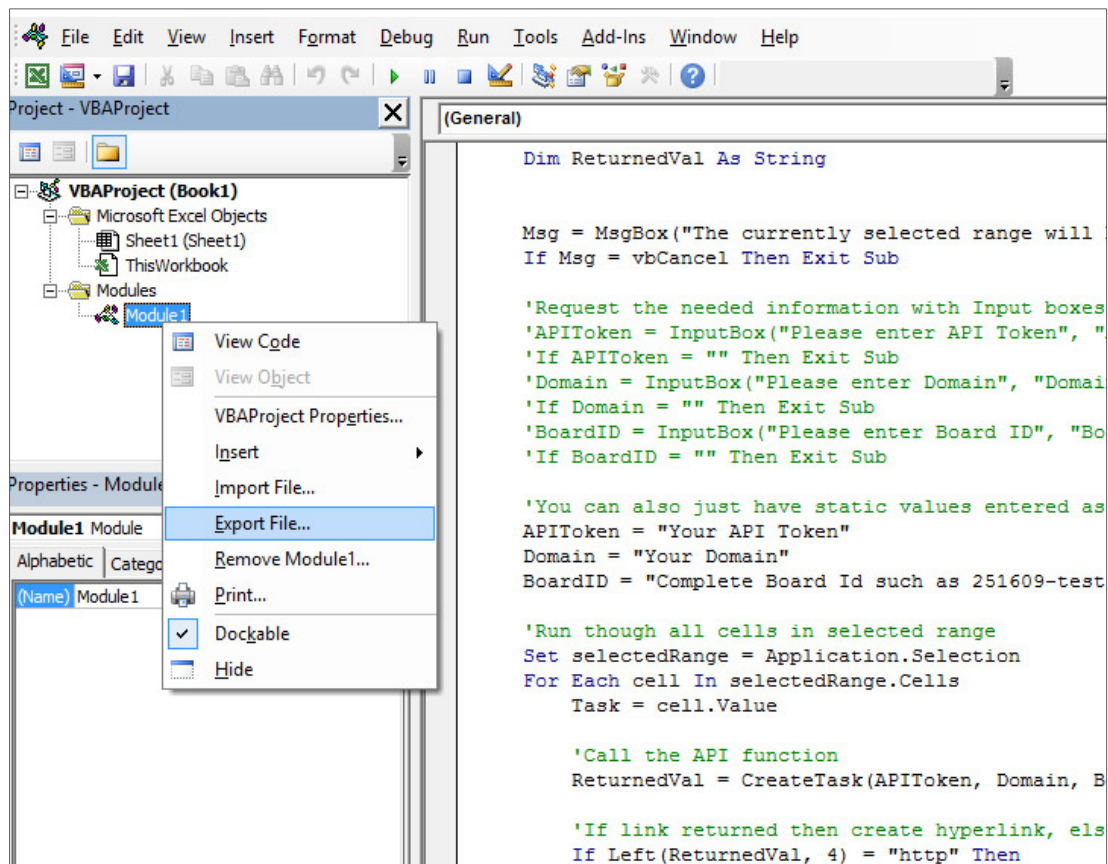 File Edit View Insert Format Debug Run Tools Add-Ins Window Help
Project - VBAProject
VBAProject (Book1)
Microsoft Excel Objects
Sheet1 (Sheet1)
ThisWorkbook
Modules
Module1
View Code
View Object
VBAProject Properties...
Insert
Import File...
Export File...
Remove Module1...
Print...
Dockable
Hide
Properties - Module
Module1 Module
Alphabetic Catego
(Name) Module1
(General)
Dim ReturnedVal As String
Msg = MsgBox("The currently selected range will
If Msg = vbCancel Then Exit Sub
'Request the needed information with Input boxes
'APIToken = InputBox("Please enter API Token", "
'If APIToken = "" Then Exit Sub
'Domain = InputBox("Please enter Domain", "Domai
'If Domain = "" Then Exit Sub
'BoardID = InputBox("Please enter Board ID", "Bo
'If BoardID = "" Then Exit Sub
'You can also just have static values entered as
APIToken = "Your API Token"
Domain = "Your Domain"
BoardID = "Complete Board Id such as 251609-test
'Run though all cells in selected range
Set selectedRange = Application.Selection
For Each cell In selectedRange.Cells
Task = cell.Value
'Call the API function
ReturnedVal = CreateTask(APIToken, Domain, B
'If link returned then create hyperlink, els
If Left(ReturnedVal, 4) = "http" Then